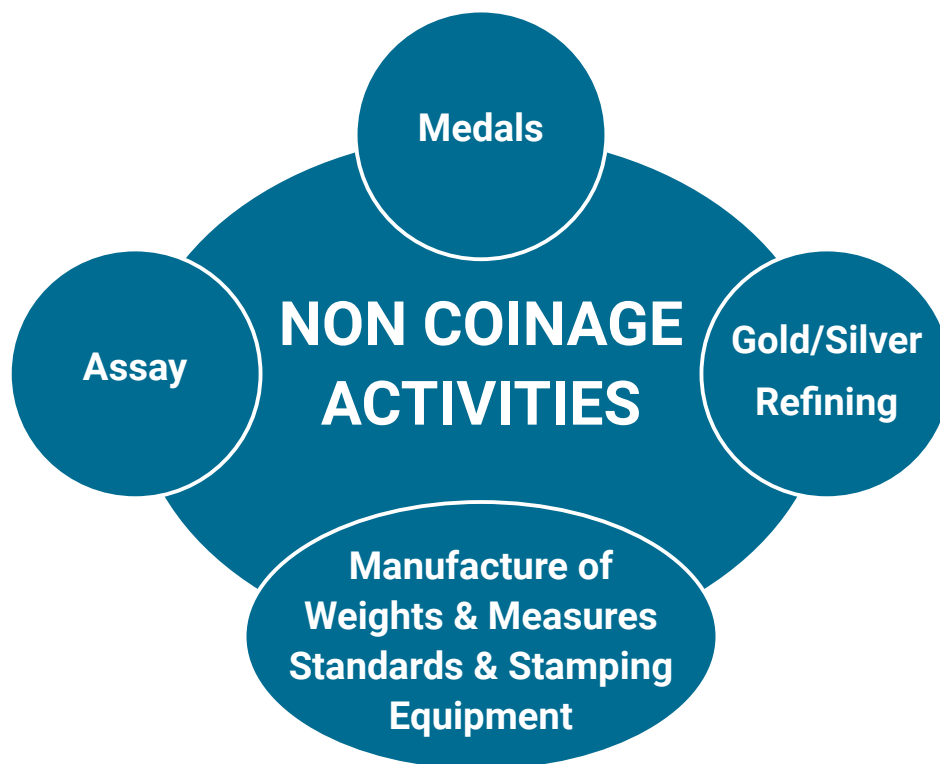 Medals
NON COINAGE
ACTIVITIES
Assay
Gold/Silver
Refining
Manufacture of
Weights & Measures
Standards & Stamping
Equipment